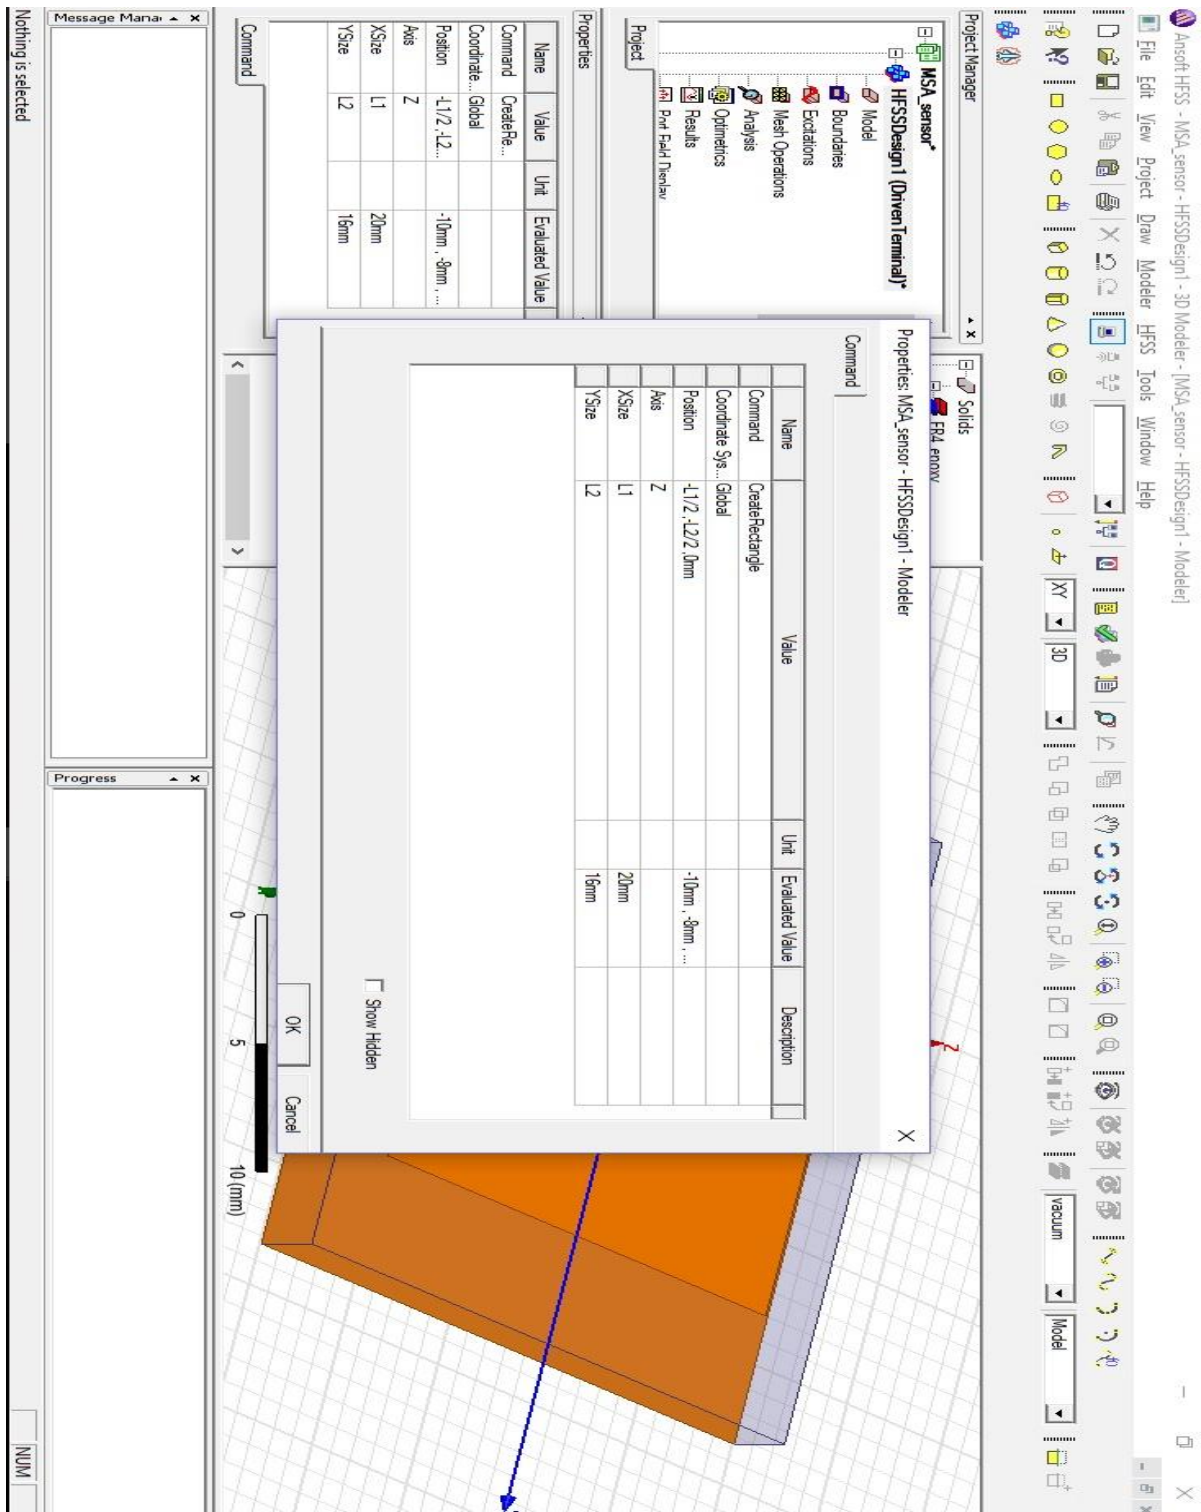 Ansoft HFSS - MSA_sensor - HFSSDesign1 - 3D Modeler - [MSA_sensor - HFSSDesign1 - Modeler]
File Edit View Project Draw Modeler HFSS Tools Window Help
XY 3D vacuum Model
Project Manager
MSA_sensor*
HFSSDesign1 (DrivenTerminal)*
Model
Boundaries
Excitations
Mesh Operations
Analysis
Optimetrics
Results
Port Field Display
Project
Solids
FR4_epoxy
Properties
Name Value Unit Evaluated Value
Command CreateRe...
Coordinate... Global
Position -L1/2 ,-L2... -10mm , -8mm , ...
Axis Z
XSize L1 20mm
YSize L2 16mm
Command
Properties: MSA_sensor - HFSSDesign1 - Modeler
Command
Name Value Unit Evaluated Value Description
Command CreateRectangle
Coordinate Sys... Global
Position -L1/2 ,-L2/2 ,0mm -10mm , -8mm , ...
Axis Z
XSize L1 20mm
YSize L2 16mm
Show Hidden
OK Cancel
Z
0 5 10 (mm)
Message Mana
Progress
Nothing is selected
NUM